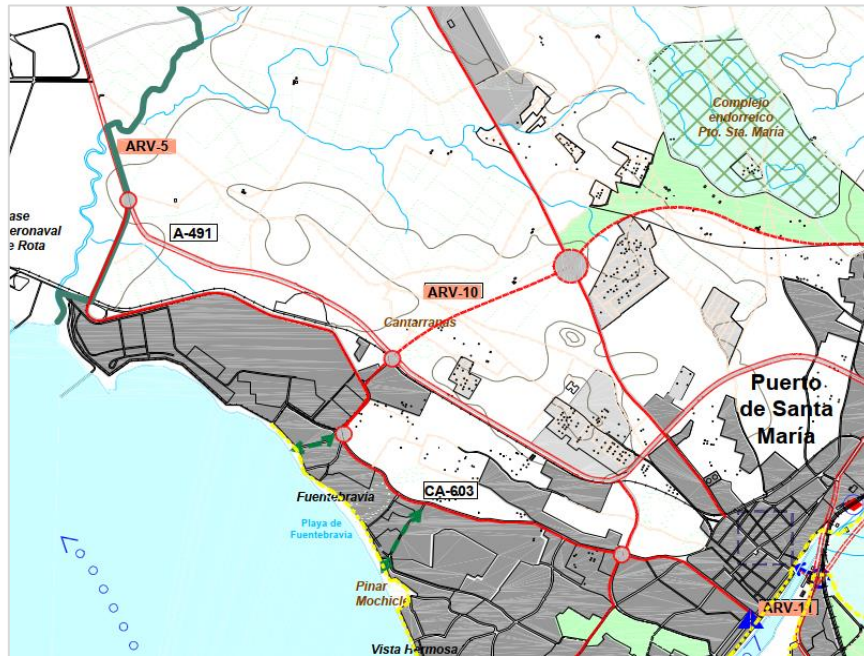 Complejo
endorreico
Pto. Sta. María
ARV-5
ase
eronaval
e Rota
A-491
ARV-10
Cantarranas
Puerto
de Santa
María
CA-603
Fuentebravía
Playa de
Fuentebravia
Pinar
Mochicle
ARV-11
Vista Hermosa